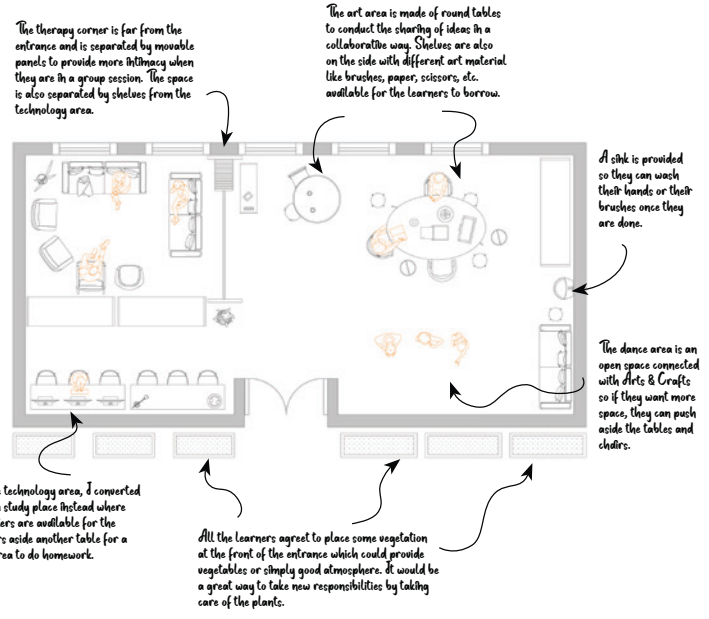 The therapy corner is far from the
entrance and is separated by movable
panels to provide more intimacy when
they are in a group session. The space
is also separated by shelves from the
technology area.
The art area is made of round tables
to conduct the sharing of ideas in a
collaborative way. Shelves are also
on the side with different art material
like brushes, paper, scissors, etc.
available for the learners to borrow.
A sink is provided
so they can wash
their hands or their
brushes once they
are done.
The dance area is an
open space connected
with Arts & Crafts
so if they want more
space, they can push
aside the tables and
chairs.
technology area, I converted
study place instead where
are available for the
aside another table for a
to do homework.
All the learners agreed to place some vegetation
at the front of the entrance which could provide
vegetables or simply good atmosphere. It would be
a great way to take new responsibilities by taking
care of the plants.